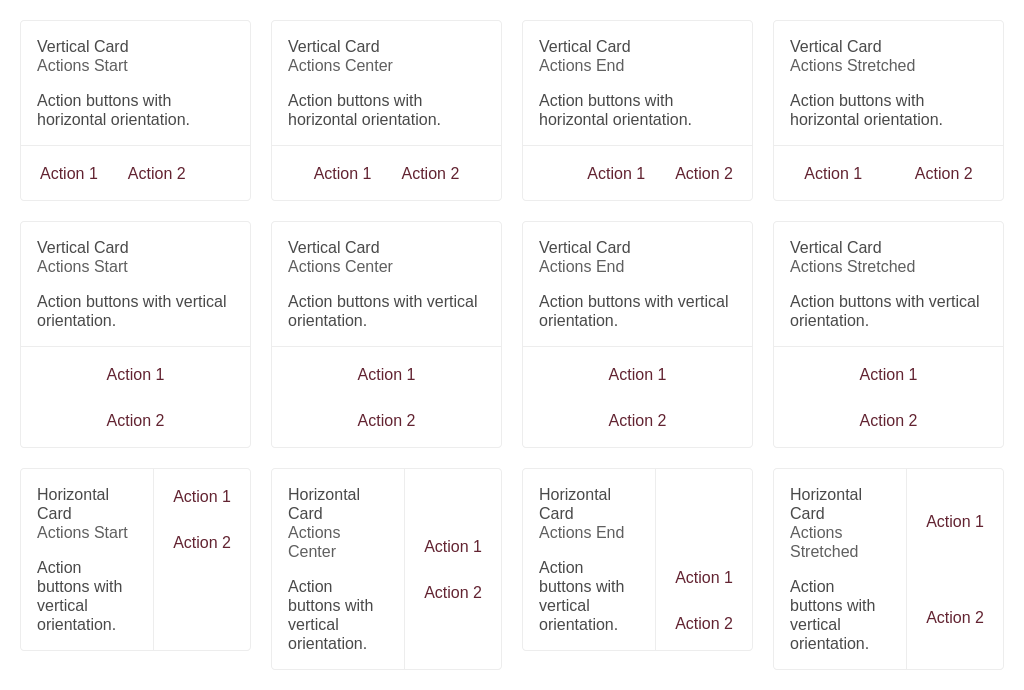 Vertical Card
Actions Start
Action buttons with
horizontal orientation.
Action 1 Action 2
Vertical Card
Actions Center
Action buttons with
horizontal orientation.
Action 1 Action 2
Vertical Card
Actions End
Action buttons with
horizontal orientation.
Action 1 Action 2
Vertical Card
Actions Stretched
Action buttons with
horizontal orientation.
Action 1 Action 2
Vertical Card
Actions Start
Action buttons with vertical
orientation.
Action 1
Action 2
Vertical Card
Actions Center
Action buttons with vertical
orientation.
Action 1
Action 2
Vertical Card
Actions End
Action buttons with vertical
orientation.
Action 1
Action 2
Vertical Card
Actions Stretched
Action buttons with vertical
orientation.
Action 1
Action 2
Horizontal
Card
Actions Start
Action
buttons with
vertical
orientation.
Action 1
Action 2
Horizontal
Card
Actions
Center
Action
buttons with
vertical
orientation.
Action 1
Action 2
Horizontal
Card
Actions End
Action
buttons with
vertical
orientation.
Action 1
Action 2
Horizontal
Card
Actions
Stretched
Action
buttons with
vertical
orientation.
Action 1
Action 2